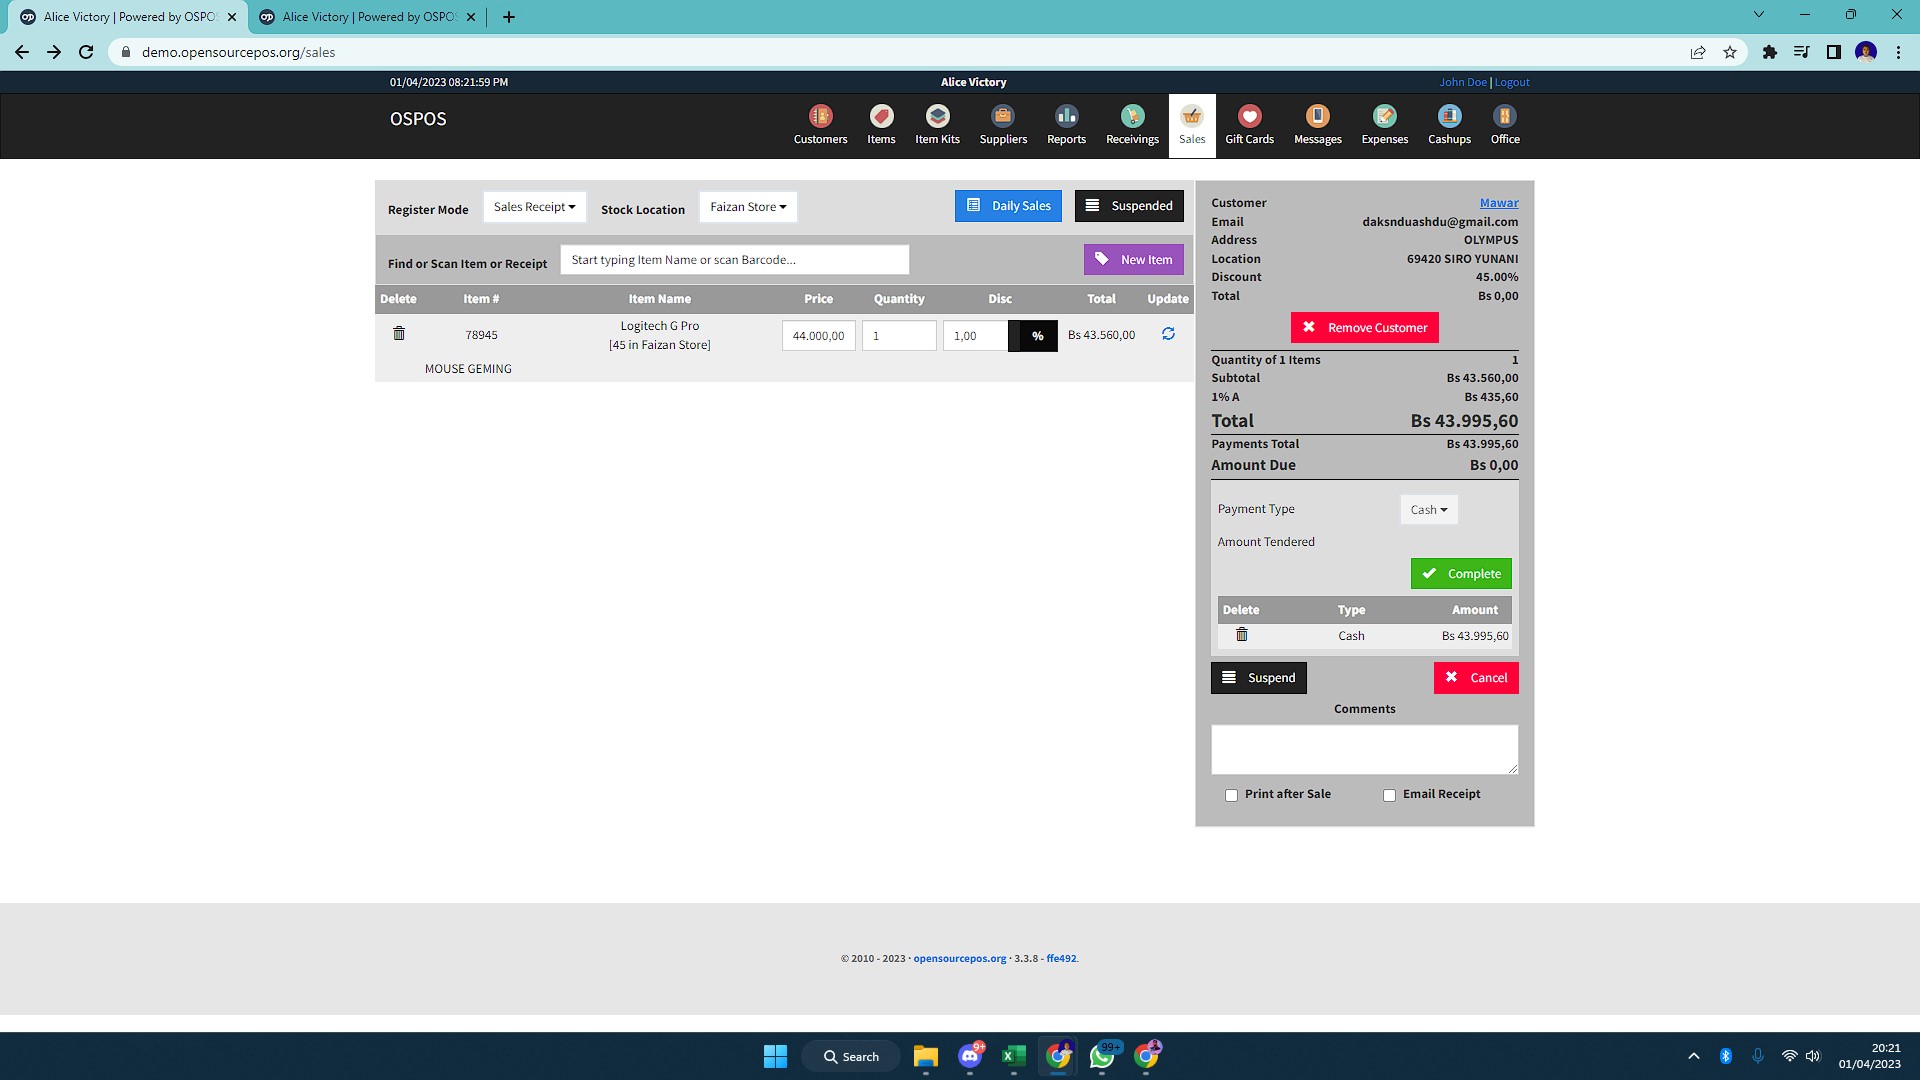 Alice Victory | Powered by OSPO
Alice Victory | Powered by OSPO
demo.opensourcepos.org/sales
01/04/2023 08:21:59 PM
Alice Victory
John Doe | Logout
OSPOS
Customers
Items
Item Kits
Suppliers
Reports
Receivings
Sales
Gift Cards
Messages
Expenses
Cashups
Office
Register Mode
Sales Receipt
Stock Location
Faizan Store
Daily Sales
Suspended
Find or Scan Item or Receipt
Start typing Item Name or scan Barcode...
New Item
Delete Item # Item Name Price Quantity Disc Total Update
78945 Logitech G Pro 44.000,00 1 1,00 % Bs 43.560,00
[45 in Faizan Store]
MOUSE GEMING
Customer Mawar
Email daksnduashdu@gmail.com
Address OLYMPUS
Location 69420 SIRO YUNANI
Discount 45.00%
Total Bs 0,00
Remove Customer
Quantity of 1 Items 1
Subtotal Bs 43.560,00
1% A Bs 435,60
Total Bs 43.995,60
Payments Total Bs 43.995,60
Amount Due Bs 0,00
Payment Type Cash
Amount Tendered
Complete
Delete Type Amount
Cash Bs 43.995,60
Suspend
Cancel
Comments
Print after Sale
Email Receipt
© 2010 - 2023 · opensourcepos.org · 3.3.8 - ffe492.
Search
9+
99+
20:21
01/04/2023